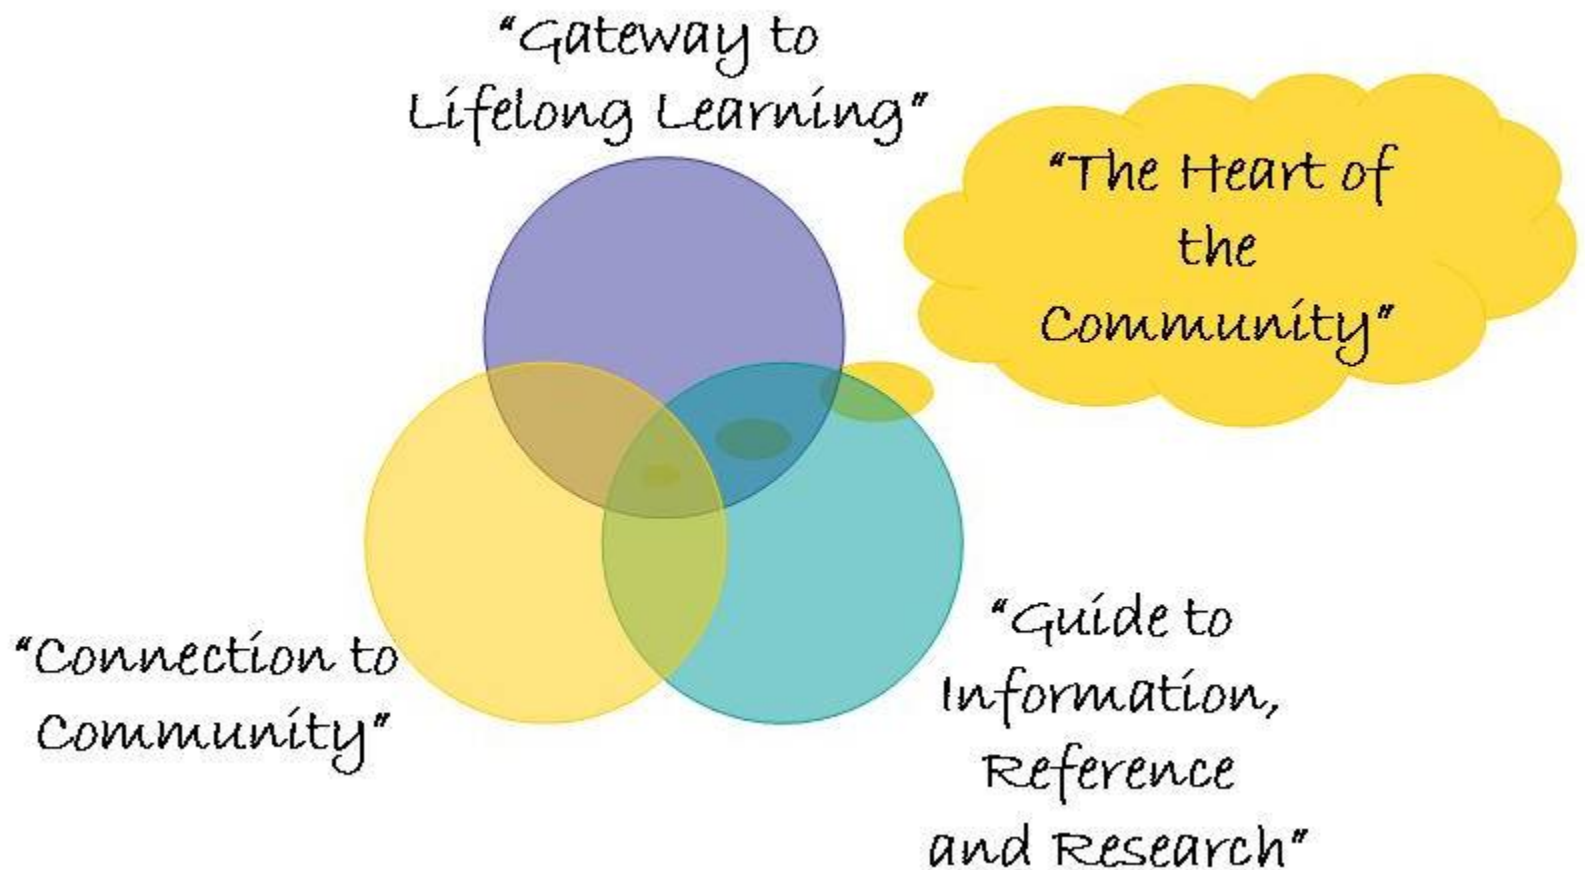 “Gateway to
Lifelong Learning”
“The Heart of
the
Community”
“Connection to
Community”
“Guide to
Information,
Reference
and Research”